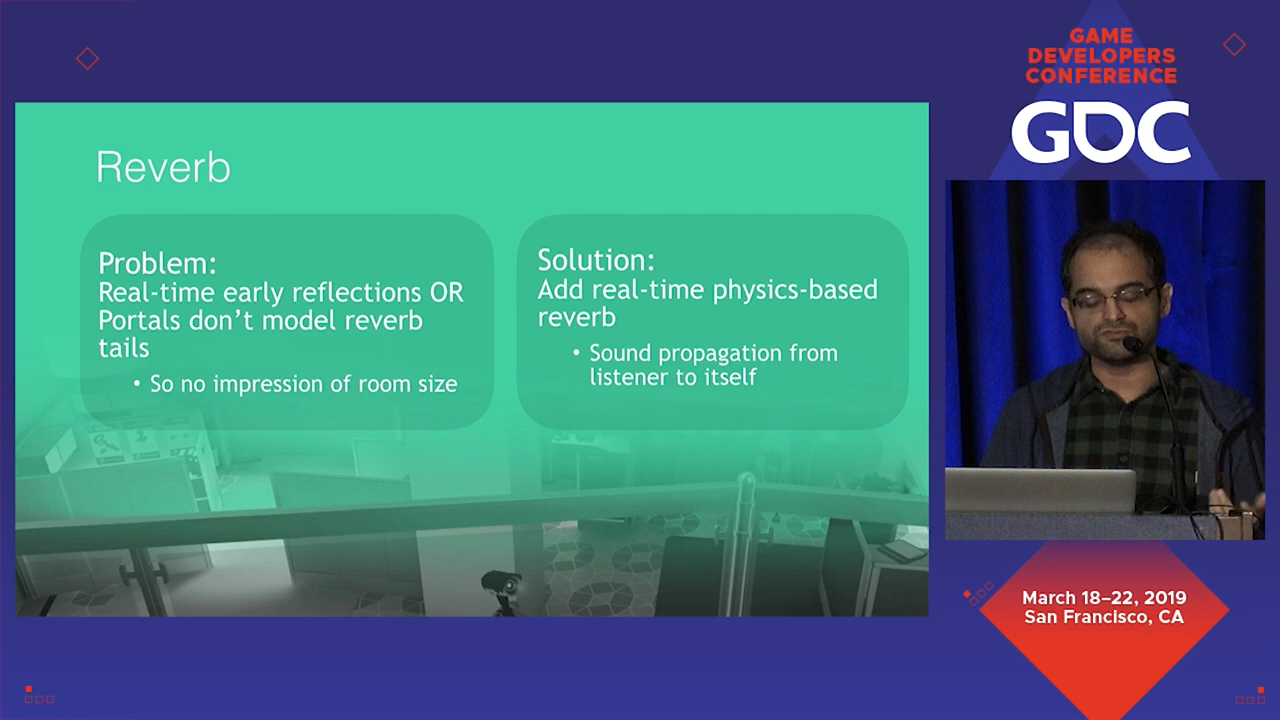 Reverb
Problem:
Real-time early reflections OR
Portals don't model reverb
tails
• So no impression of room size
Solution:
Add real-time physics-based
reverb
• Sound propagation from
listener to itself
GAME
DEVELOPERS
CONFERENCE
GDC
March 18–22, 2019
San Francisco, CA